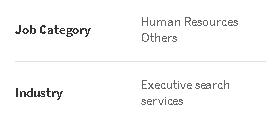 Job Category
Human Resources
Others
Industry
Executive search
services